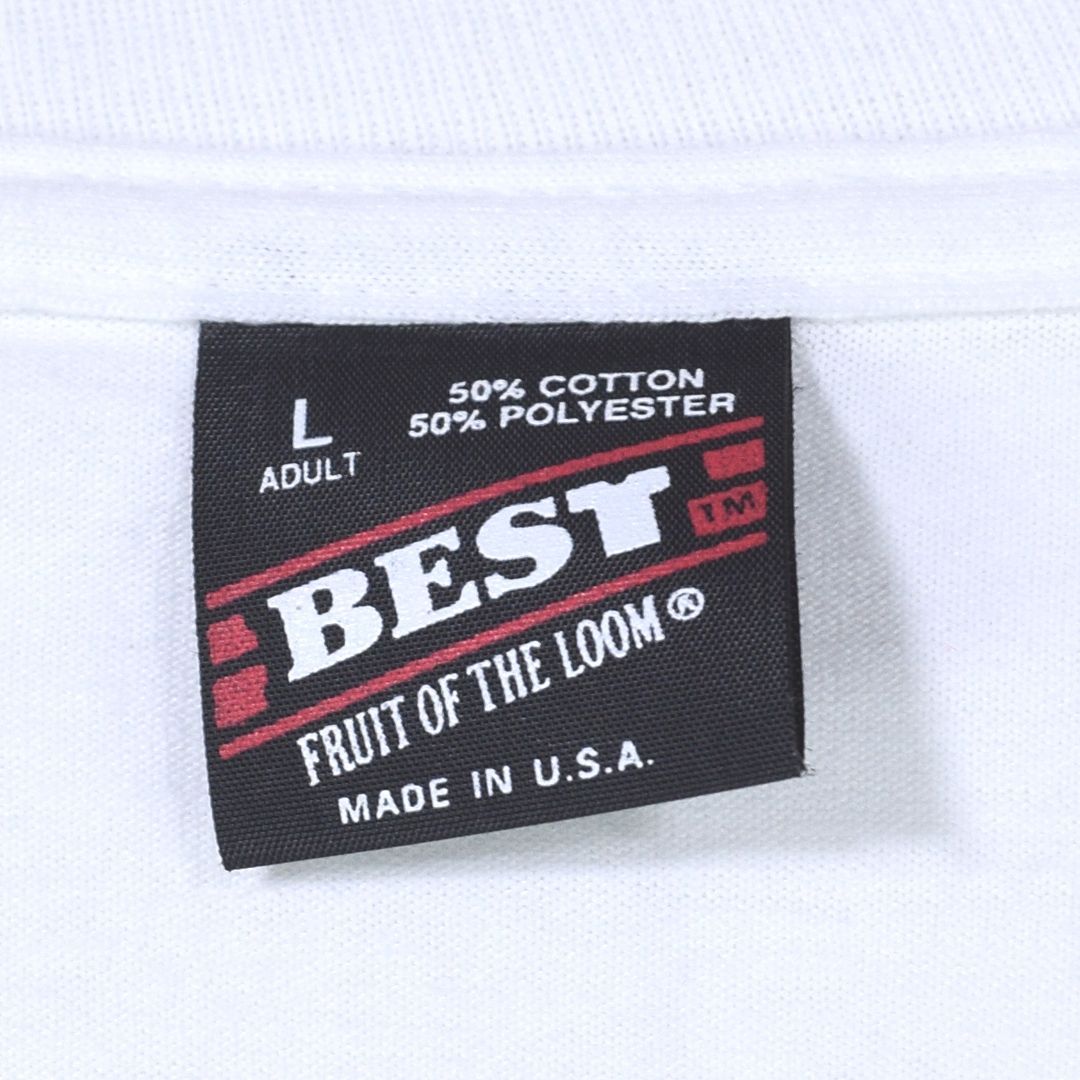 L
ADULT
50% COTTON
50% POLYESTER
BEST
TM
FRUIT OF THE LOOM®
MADE IN U.S.A.